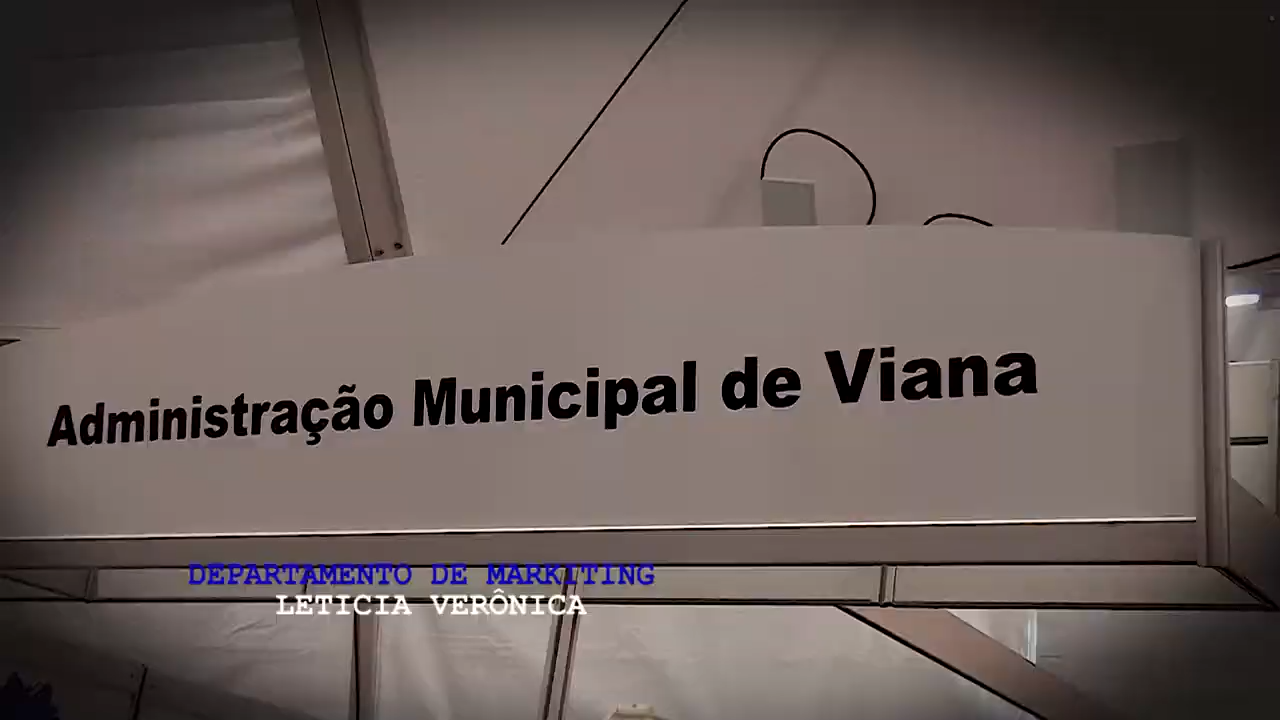 Administração Municipal de Viana
DEPARTAMENTO DE MARKITING
LETICIA VERÔNICA